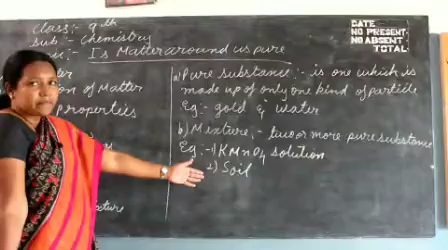 class:- 9th
Sub:- Chemistry
Is Matter around us pure
DATE
NO PRESENT
NO ABSENT
TOTAL
on of Matter
Properties
a) Pure substance:- is one which is
made up of only one kind of particle
Eg:- gold & water
b) Mixture:- two or more pure substance
Eg:-1) KMnO4 solution
2) Soil